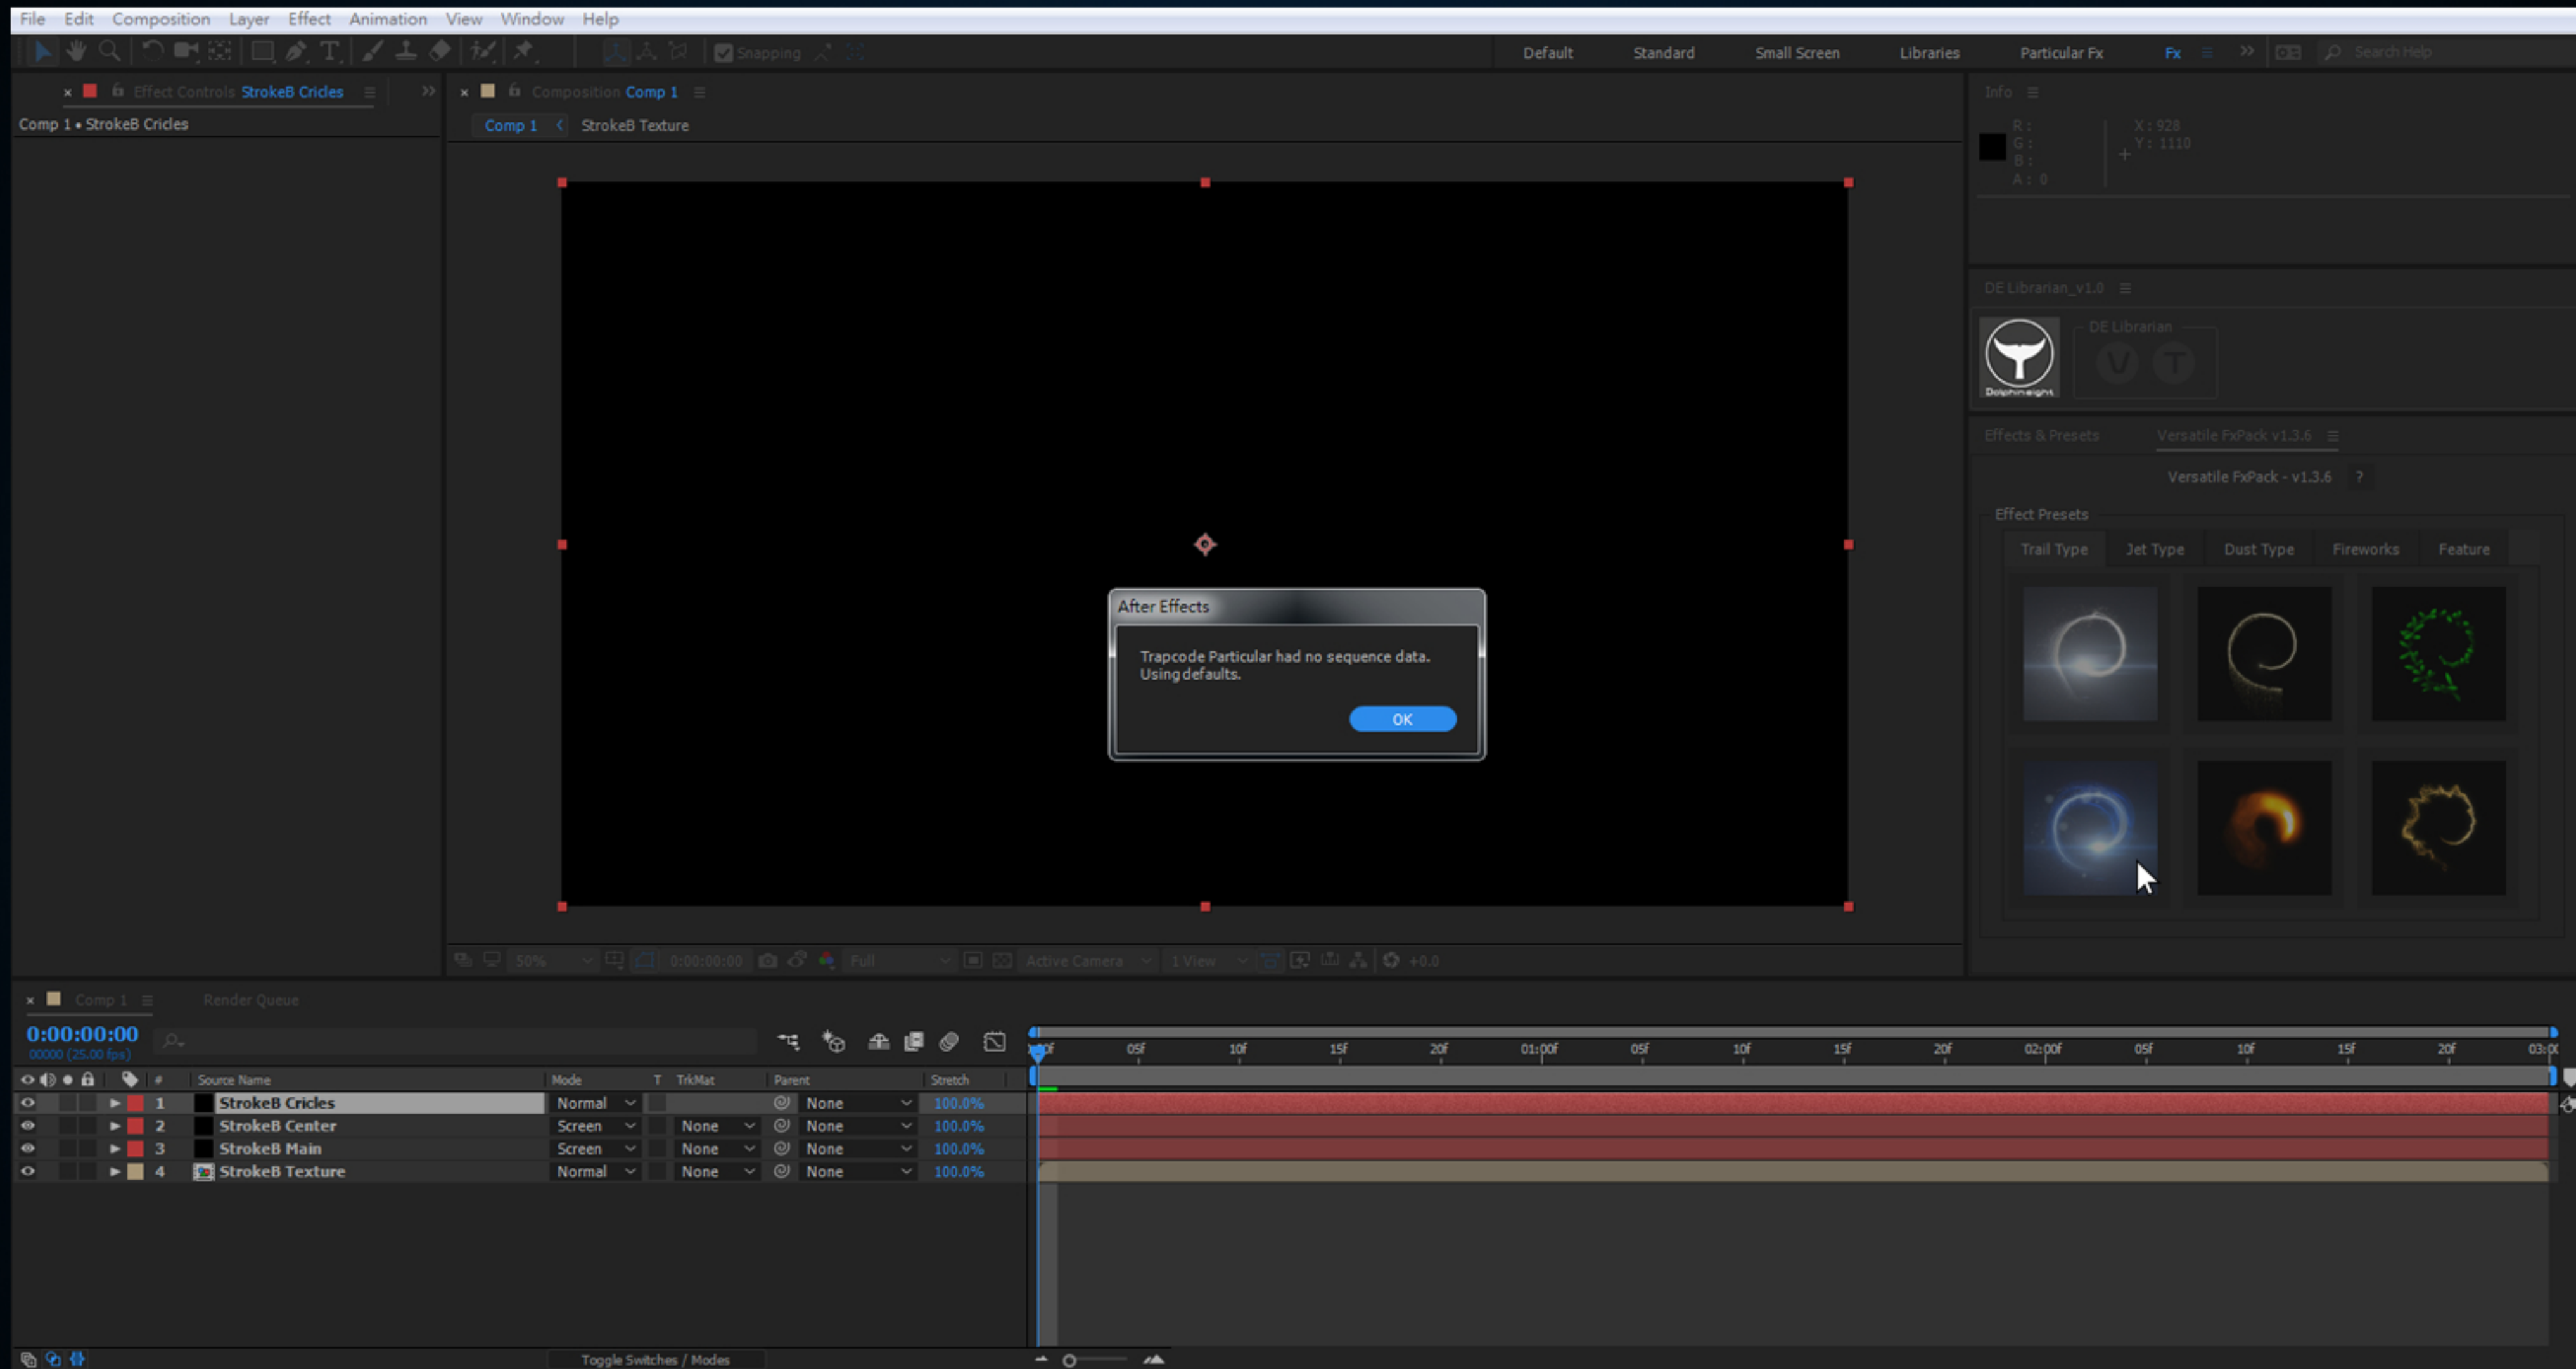 File Edit Composition Layer Effect Animation View Window Help
Snapping
Default Standard Small Screen Libraries Particular Fx Fx Search Help
Effect Controls StrokeB Cricles
Comp 1 • StrokeB Cricles
Composition Comp 1
Comp 1 StrokeB Texture
Info
R :
G :
B :
A : 0
X : 928
Y : 1110
DE Librarian_v1.0
DE Librarian
V T
Dolphineight
Effects & Presets Versatile FxPack v1.3.6
Versatile FxPack - v1.3.6 ?
Effect Presets
Trail Type Jet Type Dust Type Fireworks Feature
After Effects
Trapcode Particular had no sequence data.
Using defaults.
OK
50% 0:00:00:00 Full Active Camera 1 View +0.0
Comp 1 Render Queue
0:00:00:00
00000 (25.00 fps)
05f 10f 15f 20f 01:00f 05f 10f 15f 20f 02:00f 05f 10f 15f 20f
# Source Name Mode T TrkMat Parent Stretch
1 StrokeB Cricles Normal None 100.0%
2 StrokeB Center Screen None None 100.0%
3 StrokeB Main Screen None None 100.0%
4 StrokeB Texture Normal None None 100.0%
Toggle Switches / Modes